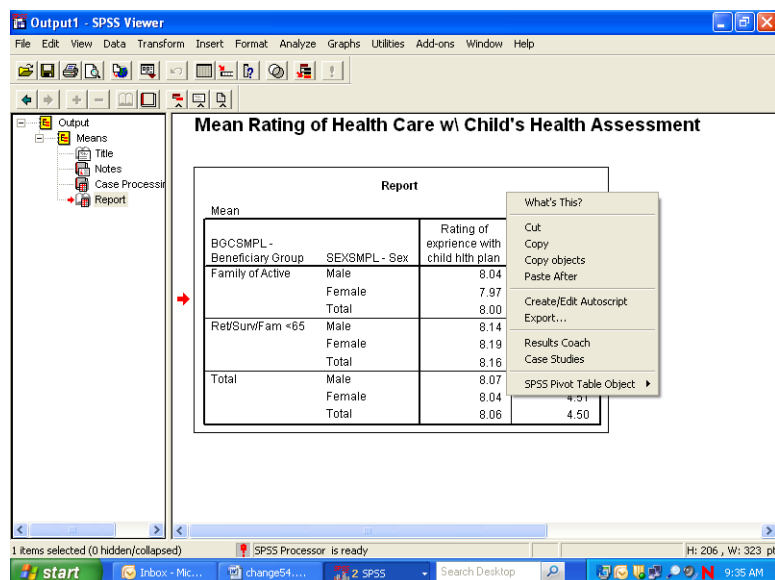 Output1 - SPSS Viewer
File Edit View Data Transform Insert Format Analyze Graphs Utilities Add-ons Window Help
Output
Means
Title
Notes
Case Processir
Report
Mean Rating of Health Care w\ Child's Health Assessment
Report
Mean
BGCSMPL - Beneficiary Group SEXSMPL - Sex Rating of exprience with child hlth plan
Family of Active Male 8.04
Female 7.97
Total 8.00
Ret/Surv/Fam <65 Male 8.14
Female 8.19
Total 8.16
Total Male 8.07
Female 8.04 4.51
Total 8.06 4.50
What's This?
Cut
Copy
Copy objects
Paste After
Create/Edit Autoscript
Export...
Results Coach
Case Studies
SPSS Pivot Table Object
1 items selected (0 hidden/collapsed) SPSS Processor is ready H: 206 , W: 323 pt
start Inbox - Mic... change54.... 2 SPSS Search Desktop N 9:35 AM